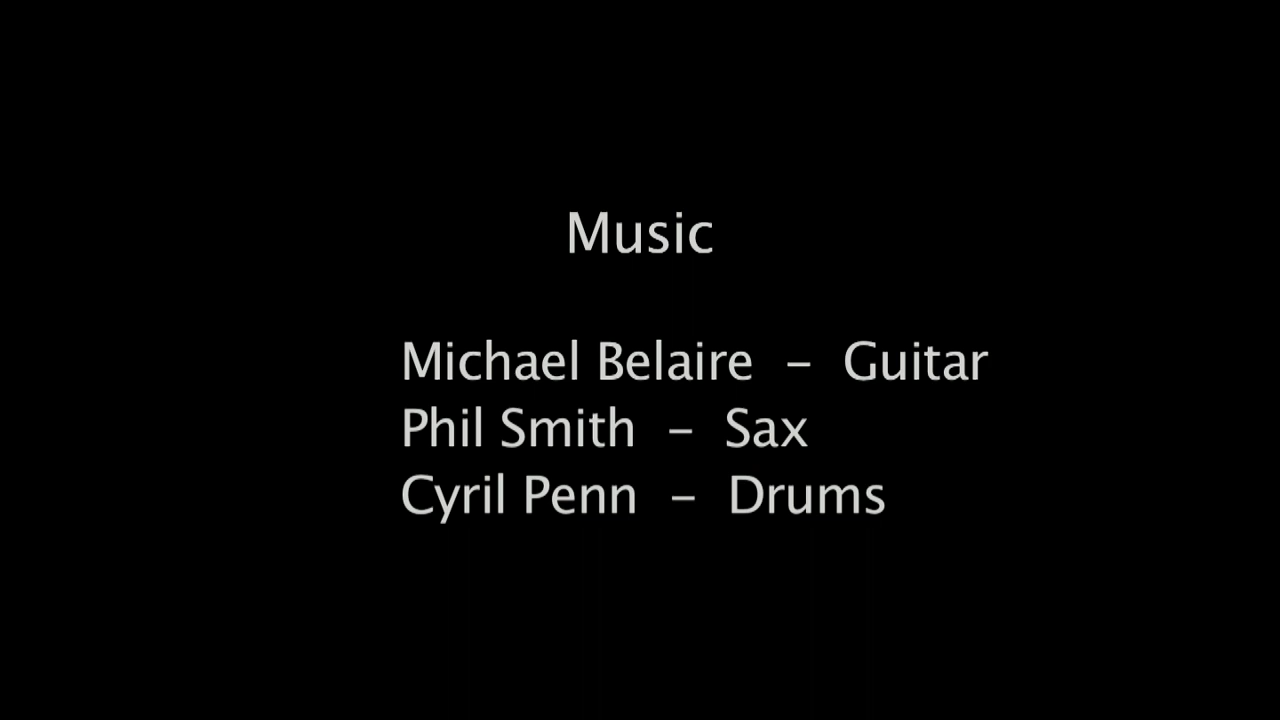 Music
Michael Belaire – Guitar
Phil Smith – Sax
Cyril Penn – Drums